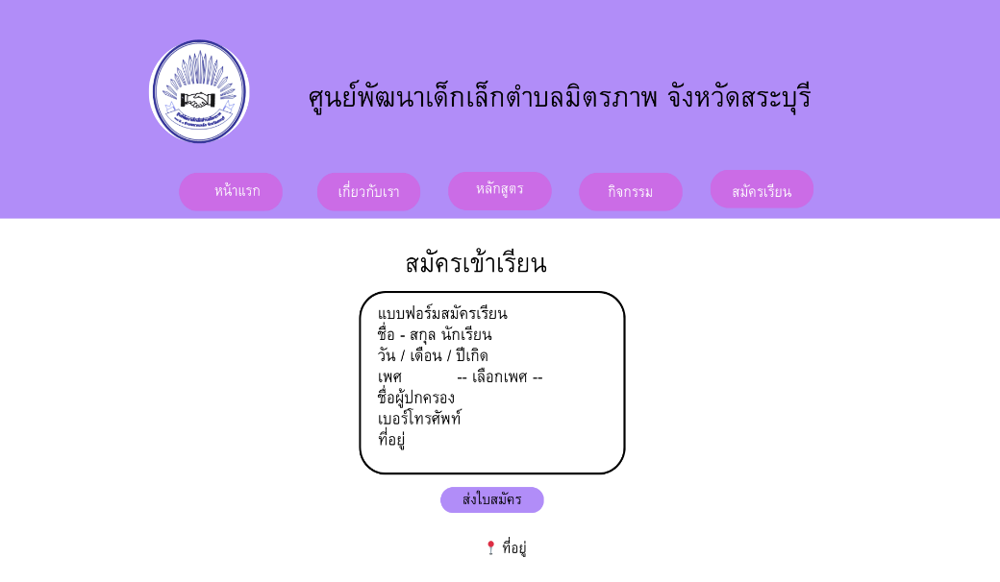 ศูนย์พัฒนาเด็กเล็กตำบลมิตรภาพ จังหวัดสระบุรี
หน้าแรก
เกี่ยวกับเรา
หลักสูตร
กิจกรรม
สมัครเรียน
สมัครเข้าเรียน
แบบฟอร์มสมัครเรียน
ชื่อ - สกุล นักเรียน
วัน / เดือน / ปีเกิด
เพศ -- เลือกเพศ --
ชื่อผู้ปกครอง
เบอร์โทรศัพท์
ที่อยู่
ส่งใบสมัคร
📍 ที่อยู่